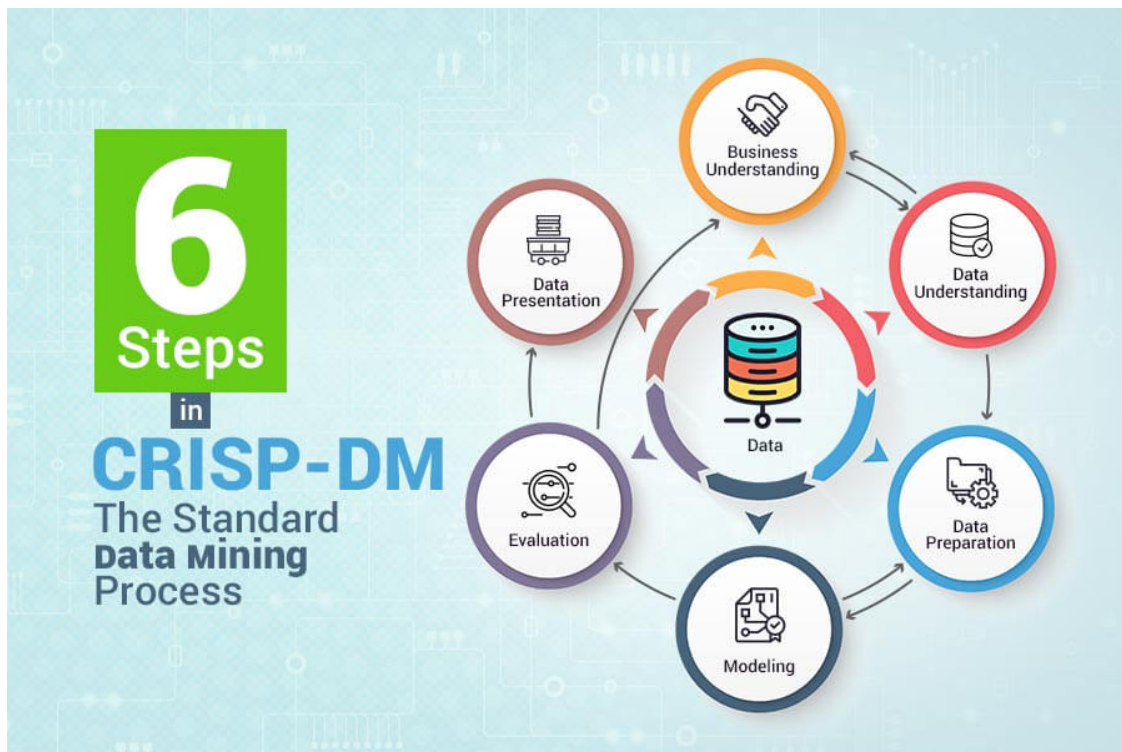 6
Steps
in
CRISP-DM
The Standard
Data Mining
Process
Business
Understanding
Data
Understanding
Data
Preparation
Modeling
Evaluation
Data
Presentation
Data